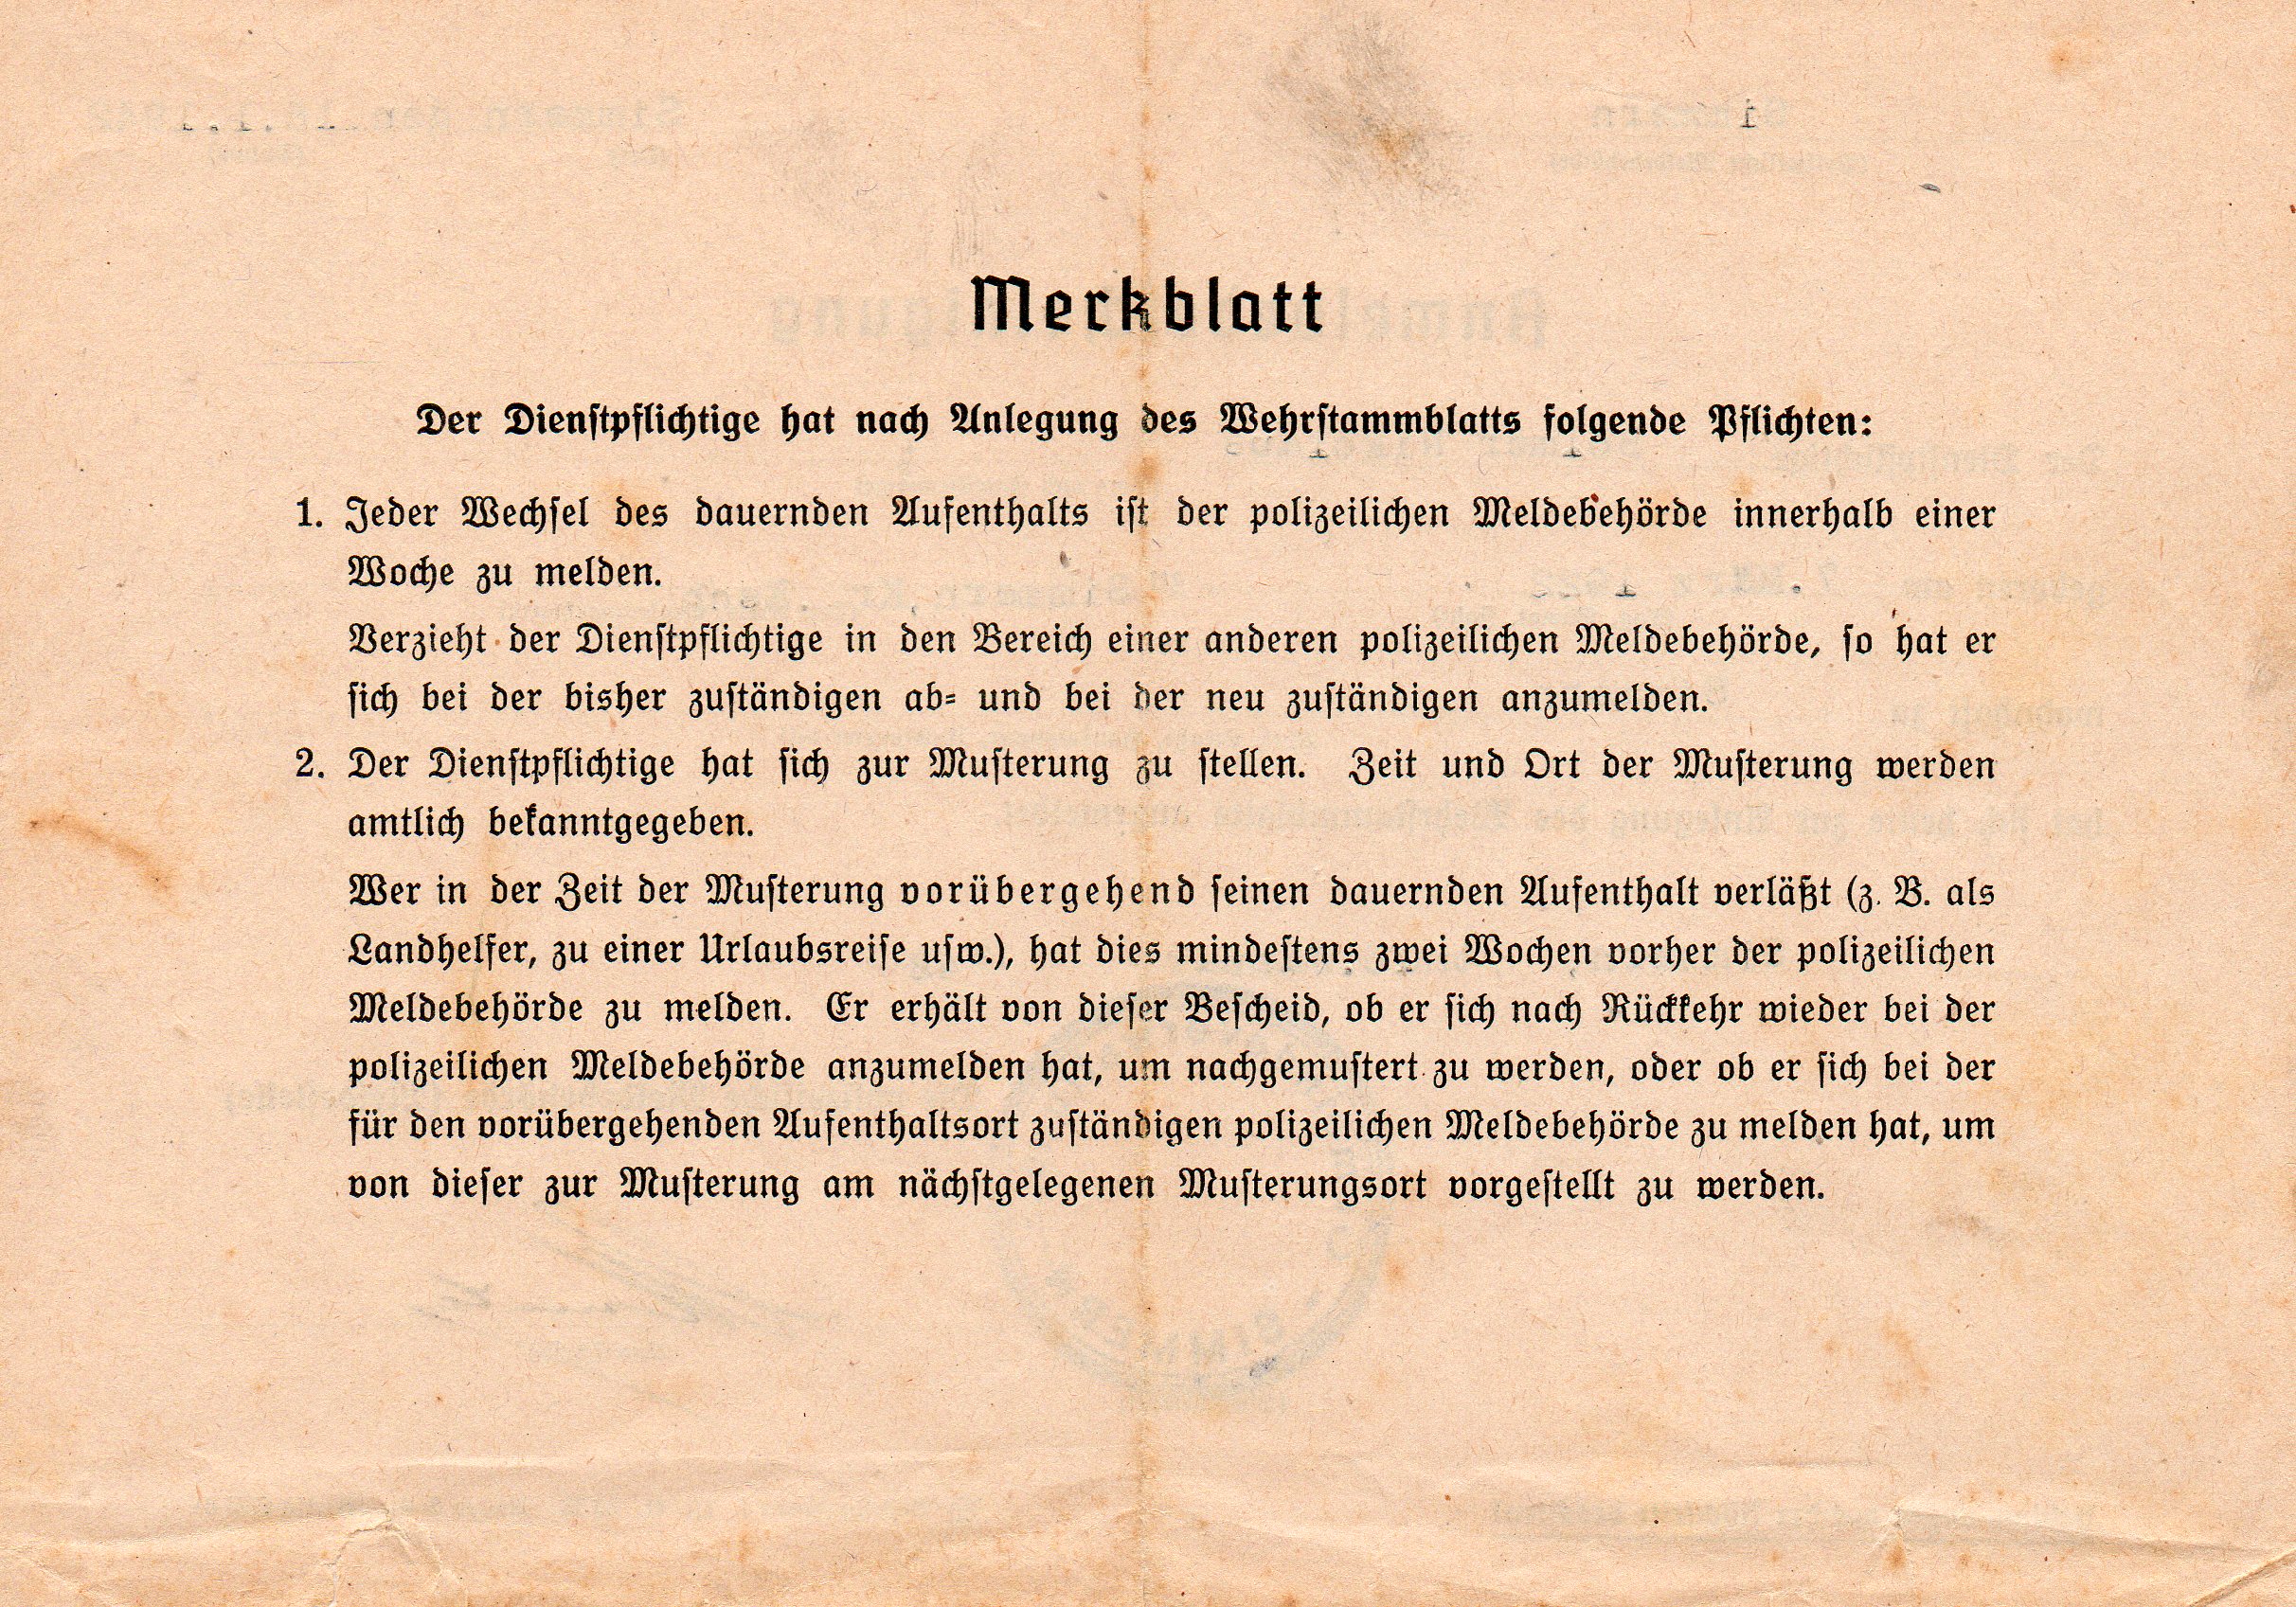 Merkblatt
Der Dienstpflichtige hat nach Anlegung des Wehrstammblatts folgende Pflichten:
1. Jeder Wechsel des dauernden Aufenthalts ist der polizeilichen Meldebehörde innerhalb einer
Woche zu melden.
Verzieht der Dienstpflichtige in den Bereich einer anderen polizeilichen Meldebehörde, so hat er
sich bei der bisher zuständigen ab- und bei der neu zuständigen anzumelden.
2. Der Dienstpflichtige hat sich zur Musterung zu stellen. Zeit und Ort der Musterung werden
amtlich bekanntgegeben.
Wer in der Zeit der Musterung vorübergehend seinen dauernden Aufenthalt verläßt (z. B. als
Landhelfer, zu einer Urlaubsreise usw.), hat dies mindestens zwei Wochen vorher der polizeilichen
Meldebehörde zu melden. Er erhält von dieser Bescheid, ob er sich nach Rückkehr wieder bei der
polizeilichen Meldebehörde anzumelden hat, um nachgemustert zu werden, oder ob er sich bei der
für den vorübergehenden Aufenthaltsort zuständigen polizeilichen Meldebehörde zu melden hat, um
von dieser zur Musterung am nächstgelegenen Musterungsort vorgestellt zu werden.